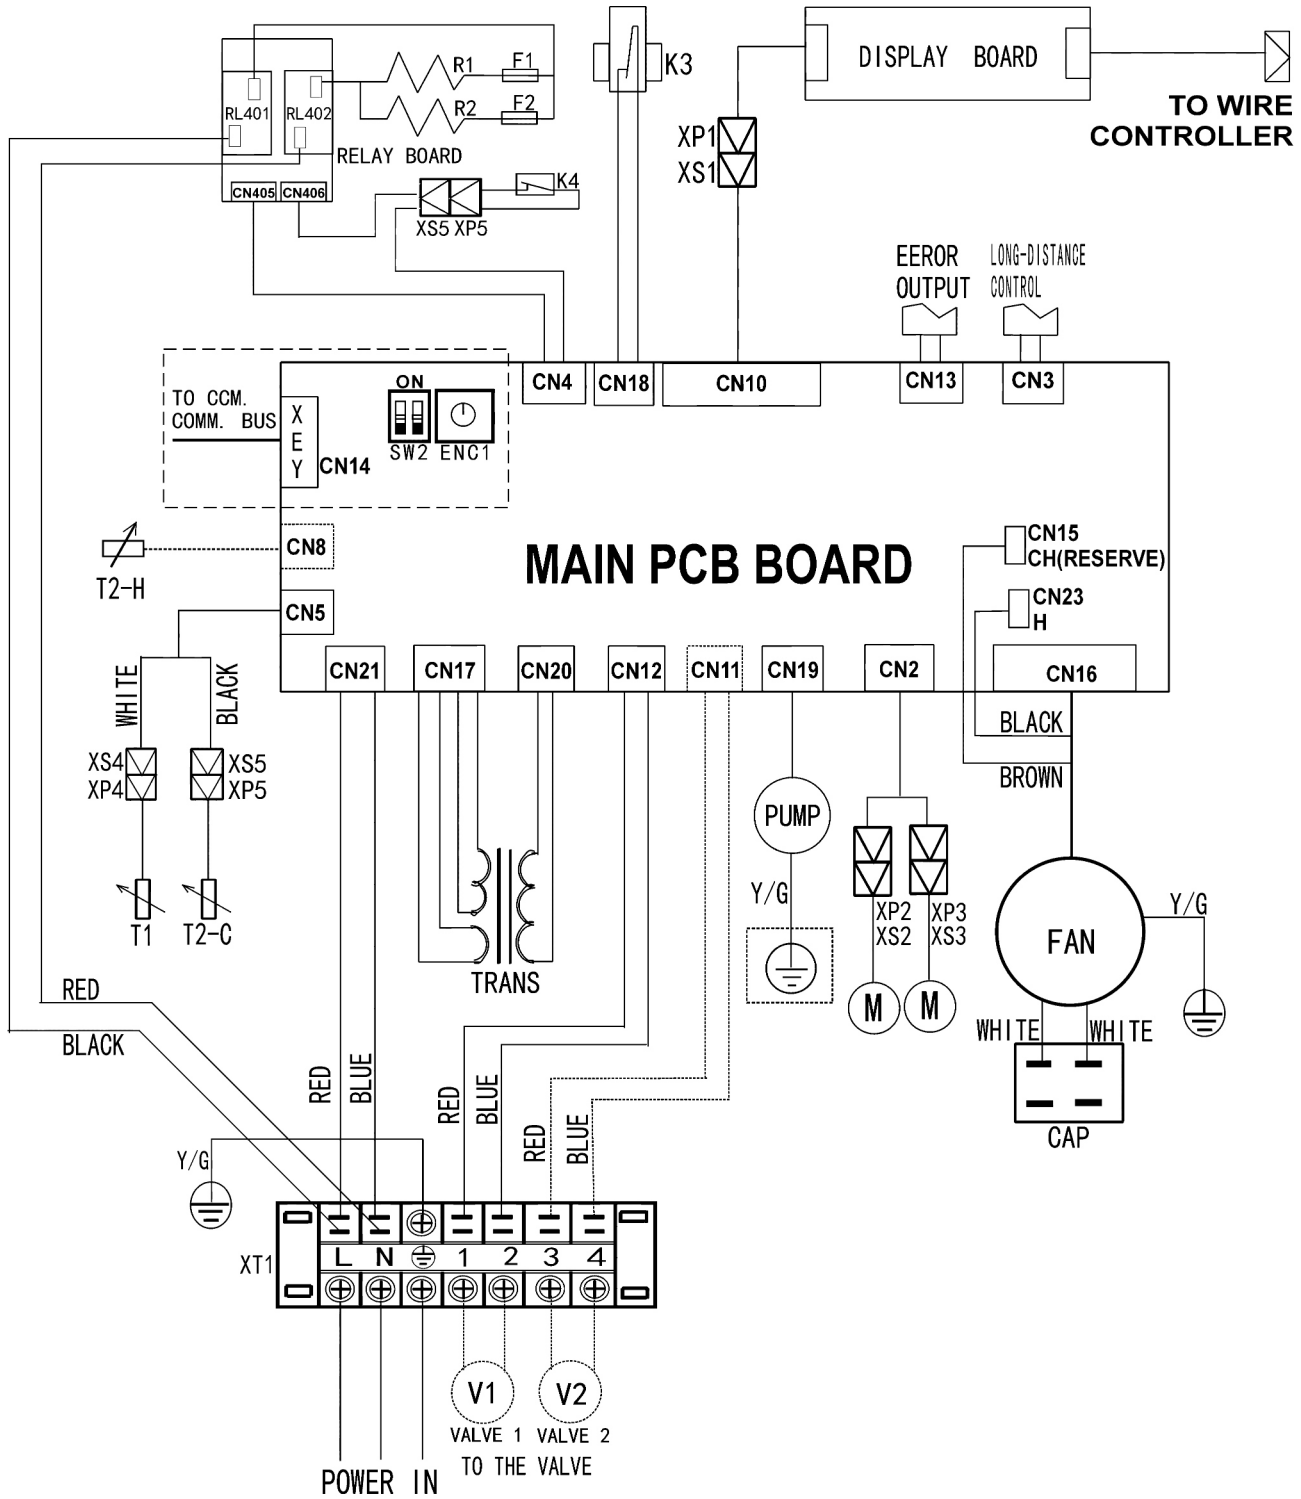 F1
R1
K3
DISPLAY BOARD
RL401
RL402
R2
F2
TO WIRE
CONTROLLER
XP1
XS1
RELAY BOARD
CN405
CN406
K4
XS5 XP5
EEROR
OUTPUT
LONG-DISTANCE
CONTROL
TO CCM.
COMM. BUS
X
E
Y
CN14
ON
SW2
ENC1
CN4
CN18
CN10
CN13
CN3
CN8
T2-H
CN5
MAIN PCB BOARD
CN15
CH(RESERVE)
CN23
H
CN21
CN17
CN20
CN12
CN11
CN19
CN2
CN16
WHITE
BLACK
BLACK
BROWN
XS4
XP4
XS5
XP5
PUMP
Y/G
XP2
XS2
XP3
XS3
T1
T2-C
TRANS
M
M
FAN
Y/G
WHITE
WHITE
CAP
RED
BLACK
RED
BLUE
RED
BLUE
RED
BLUE
Y/G
XT1
L
N
1
2
3
4
V1
V2
VALVE 1
VALVE 2
TO THE VALVE
POWER IN